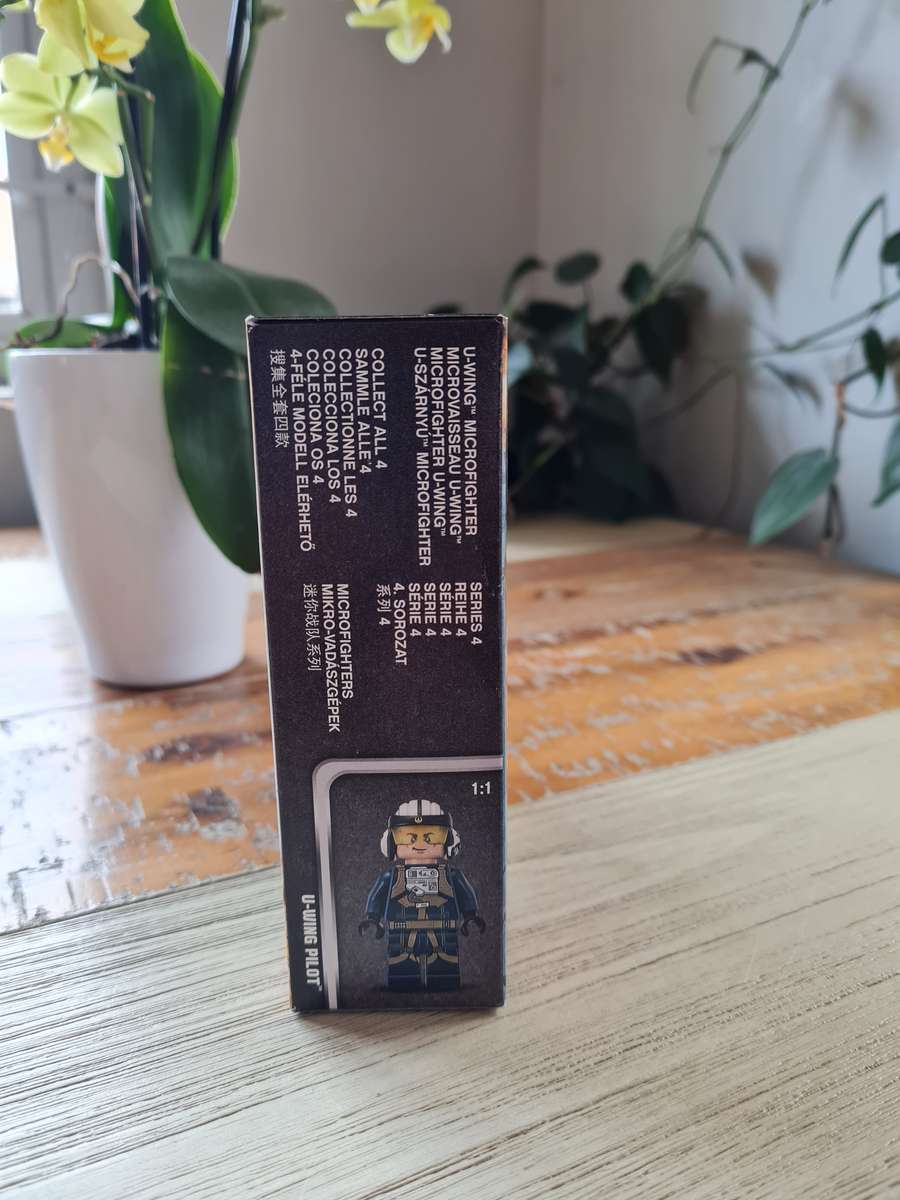 U-WING™ MICROFIGHTER
MICROVAISSEAU U-WING™
MICROFIGHTER U-WING™
U-SZÁRNYÚ™ MICROFIGHTER
COLLECT ALL 4
SAMMLE ALLE 4
COLLECTIONNE LES 4
COLECCIONA LOS 4
COLECIONA OS 4
4-FÉLE MODELL ELÉRHETŐ
搜集全套四款
SERIES 4
REIHE 4
SÉRIE 4
SERIE 4
SÉRIE 4
4. SOROZAT
系列 4
MICROFIGHTERS
MIKRO-VADÁSZGÉPEK
迷你战队系列
1:1
U-WING PILOT™